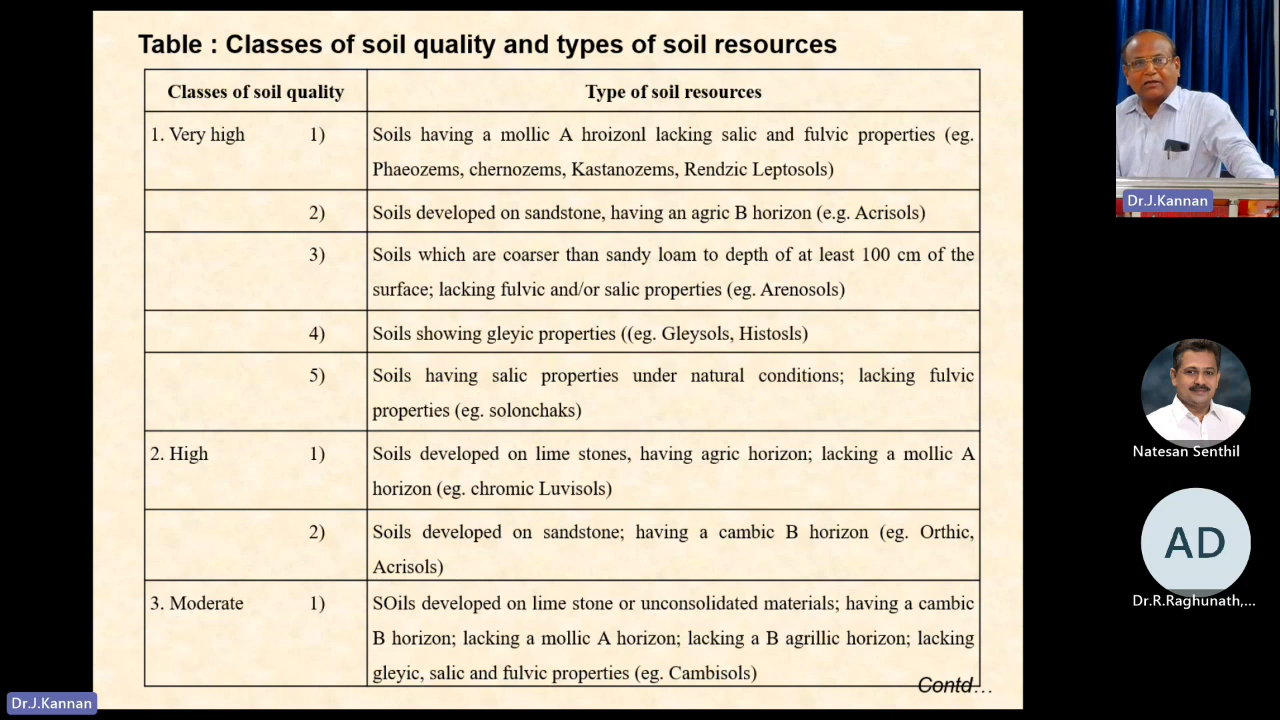 Table : Classes of soil quality and types of soil resources
Classes of soil quality
Type of soil resources
1. Very high 1) Soils having a mollic A hroizonl lacking salic and fulvic properties (eg.
Phaeozems, chernozems, Kastanozems, Rendzic Leptosols)
2) Soils developed on sandstone, having an agric B horizon (e.g. Acrisols)
3) Soils which are coarser than sandy loam to depth of at least 100 cm of the
surface; lacking fulvic and/or salic properties (eg. Arenosols)
4) Soils showing gleyic properties ((eg. Gleysols, Histosls)
5) Soils having salic properties under natural conditions; lacking fulvic
properties (eg. solonchaks)
2. High 1) Soils developed on lime stones, having agric horizon; lacking a mollic A
horizon (eg. chromic Luvisols)
2) Soils developed on sandstone; having a cambic B horizon (eg. Orthic,
Acrisols)
3. Moderate 1) SOils developed on lime stone or unconsolidated materials; having a cambic
B horizon; lacking a mollic A horizon; lacking a B agrillic horizon; lacking
gleyic, salic and fulvic properties (eg. Cambisols)
Contd…
Dr.J.Kannan
Dr.J.Kannan
Natesan Senthil
AD
Dr.R.Raghunath,...